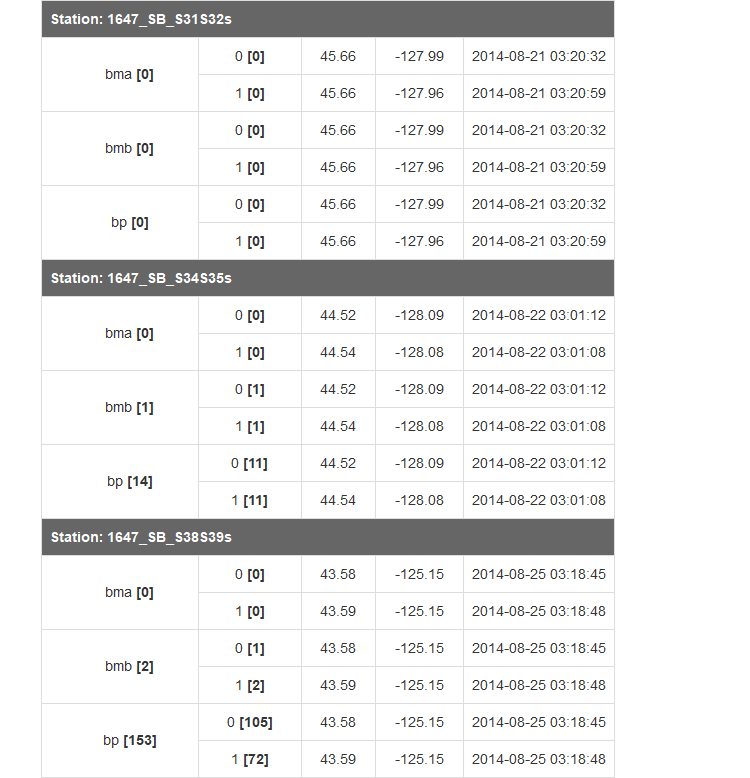 Station: 1647_SB_S31S32s
bma [0]
0 [0] 45.66 -127.99 2014-08-21 03:20:32
1 [0] 45.66 -127.96 2014-08-21 03:20:59
bmb [0]
0 [0] 45.66 -127.99 2014-08-21 03:20:32
1 [0] 45.66 -127.96 2014-08-21 03:20:59
bp [0]
0 [0] 45.66 -127.99 2014-08-21 03:20:32
1 [0] 45.66 -127.96 2014-08-21 03:20:59
Station: 1647_SB_S34S35s
bma [0]
0 [0] 44.52 -128.09 2014-08-22 03:01:12
1 [0] 44.54 -128.08 2014-08-22 03:01:08
bmb [1]
0 [1] 44.52 -128.09 2014-08-22 03:01:12
1 [1] 44.54 -128.08 2014-08-22 03:01:08
bp [14]
0 [11] 44.52 -128.09 2014-08-22 03:01:12
1 [11] 44.54 -128.08 2014-08-22 03:01:08
Station: 1647_SB_S38S39s
bma [0]
0 [0] 43.58 -125.15 2014-08-25 03:18:45
1 [0] 43.59 -125.15 2014-08-25 03:18:48
bmb [2]
0 [1] 43.58 -125.15 2014-08-25 03:18:45
1 [2] 43.59 -125.15 2014-08-25 03:18:48
bp [153]
0 [105] 43.58 -125.15 2014-08-25 03:18:45
1 [72] 43.59 -125.15 2014-08-25 03:18:48